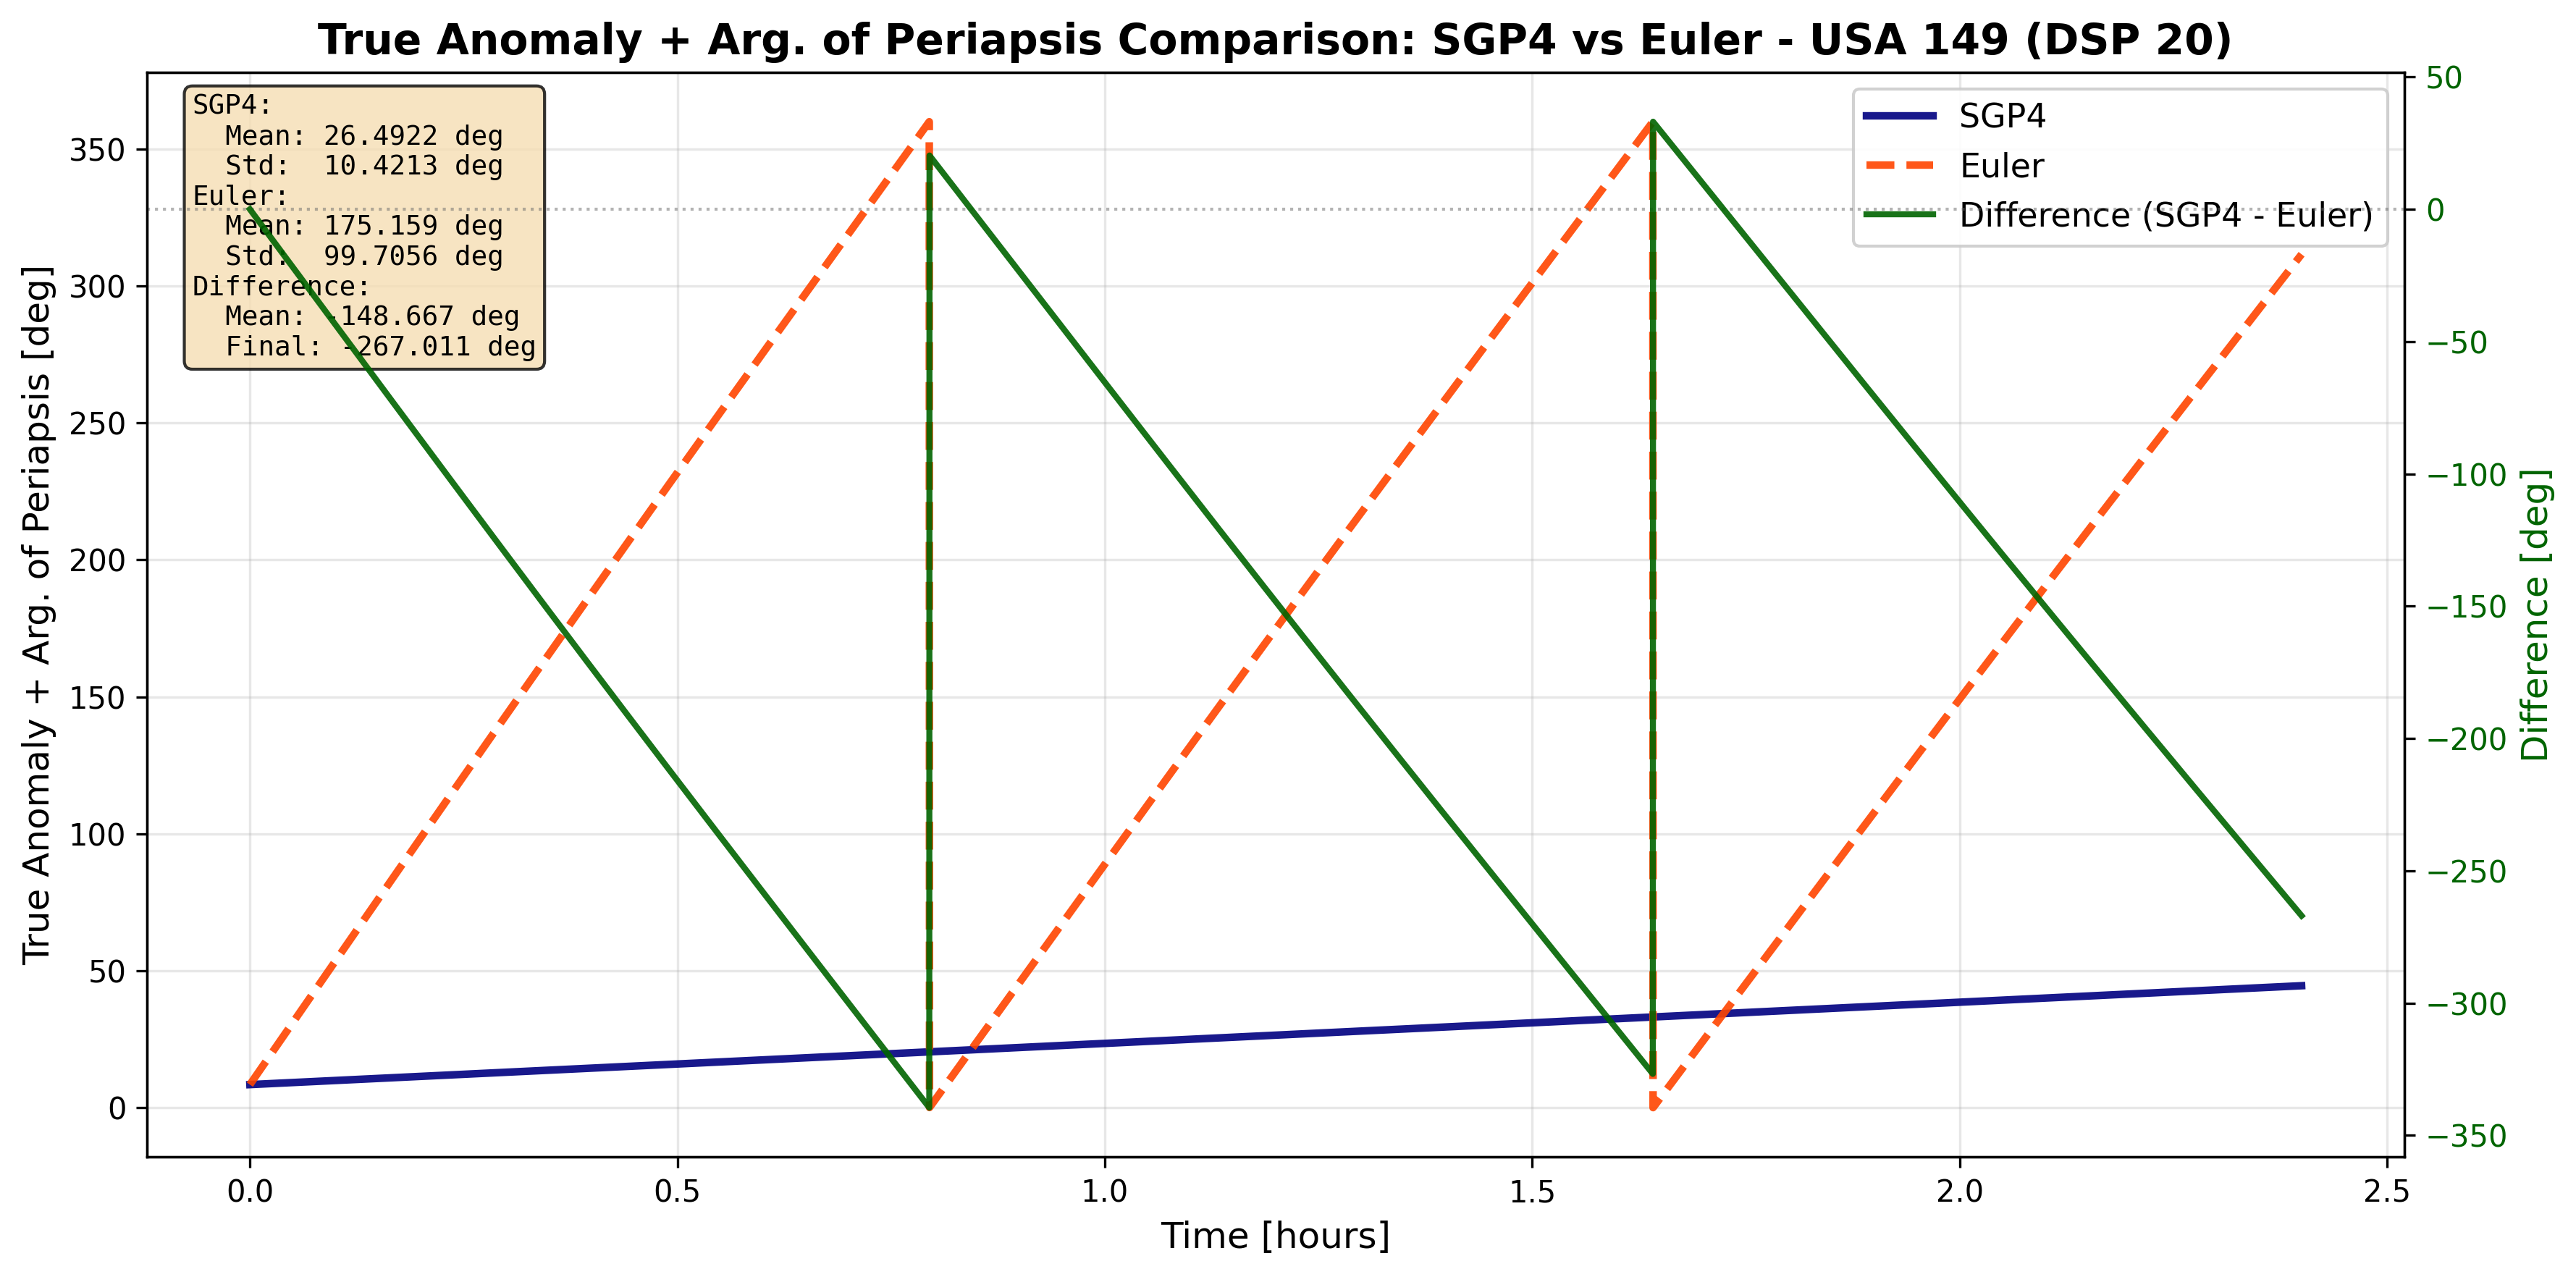 True Anomaly + Arg. of Periapsis Comparison: SGP4 vs Euler - USA 149 (DSP 20)
SGP4:
Mean: 26.4922 deg
Std: 10.4213 deg
Euler:
Mean: 175.159 deg
Std: 99.7056 deg
Difference:
Mean: -148.667 deg
Final: -267.011 deg
SGP4
Euler
Difference (SGP4 - Euler)
True Anomaly + Arg. of Periapsis [deg]
350
300
250
200
150
100
50
0
50
0
−50
−100
−150
−200
−250
−300
−350
Difference [deg]
0.0
0.5
1.0
1.5
2.0
2.5
Time [hours]